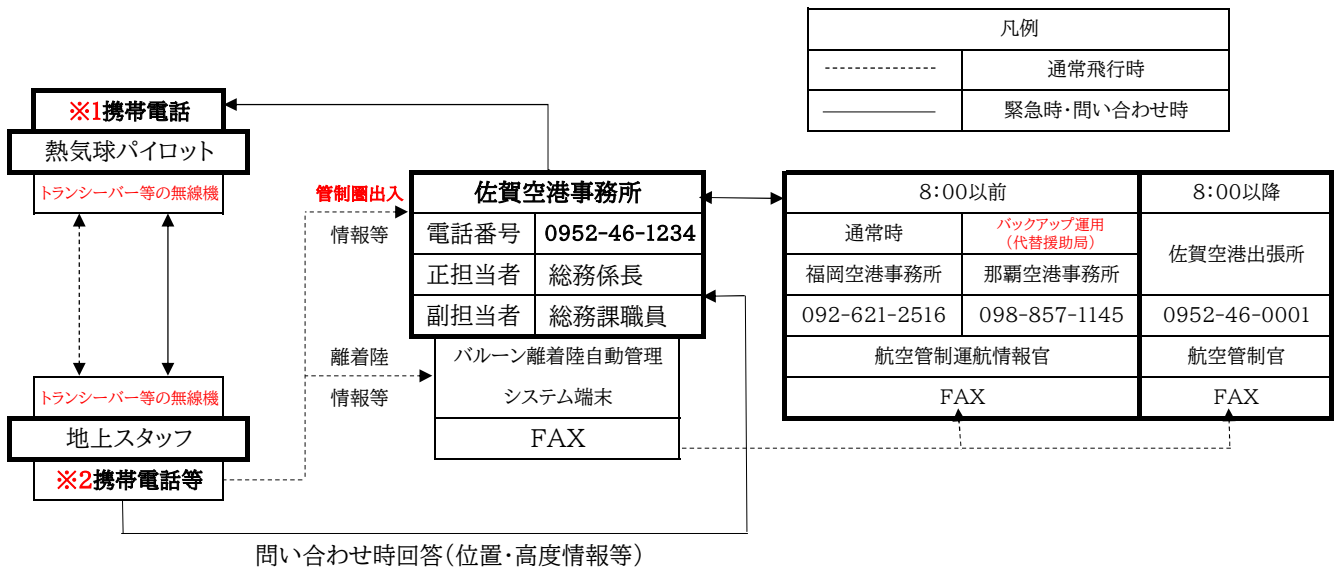 凡例
通常飛行時
緊急時・問い合わせ時
※1携帯電話
熱気球パイロット
トランシーバー等の無線機
管制圏出入
情報等
佐賀空港事務所
電話番号 0952-46-1234
正担当者 総務係長
副担当者 総務課職員
バルーン離着陸自動管理
システム端末
FAX
8:00以前 8:00以降
通常時 バックアップ運用
(代替援助局)
佐賀空港出張所
福岡空港事務所 那覇空港事務所
092-621-2516 098-857-1145 0952-46-0001
航空管制運航情報官 航空管制官
FAX FAX
離着陸
情報等
トランシーバー等の無線機
地上スタッフ
※2携帯電話等
問い合わせ時回答(位置・高度情報等)